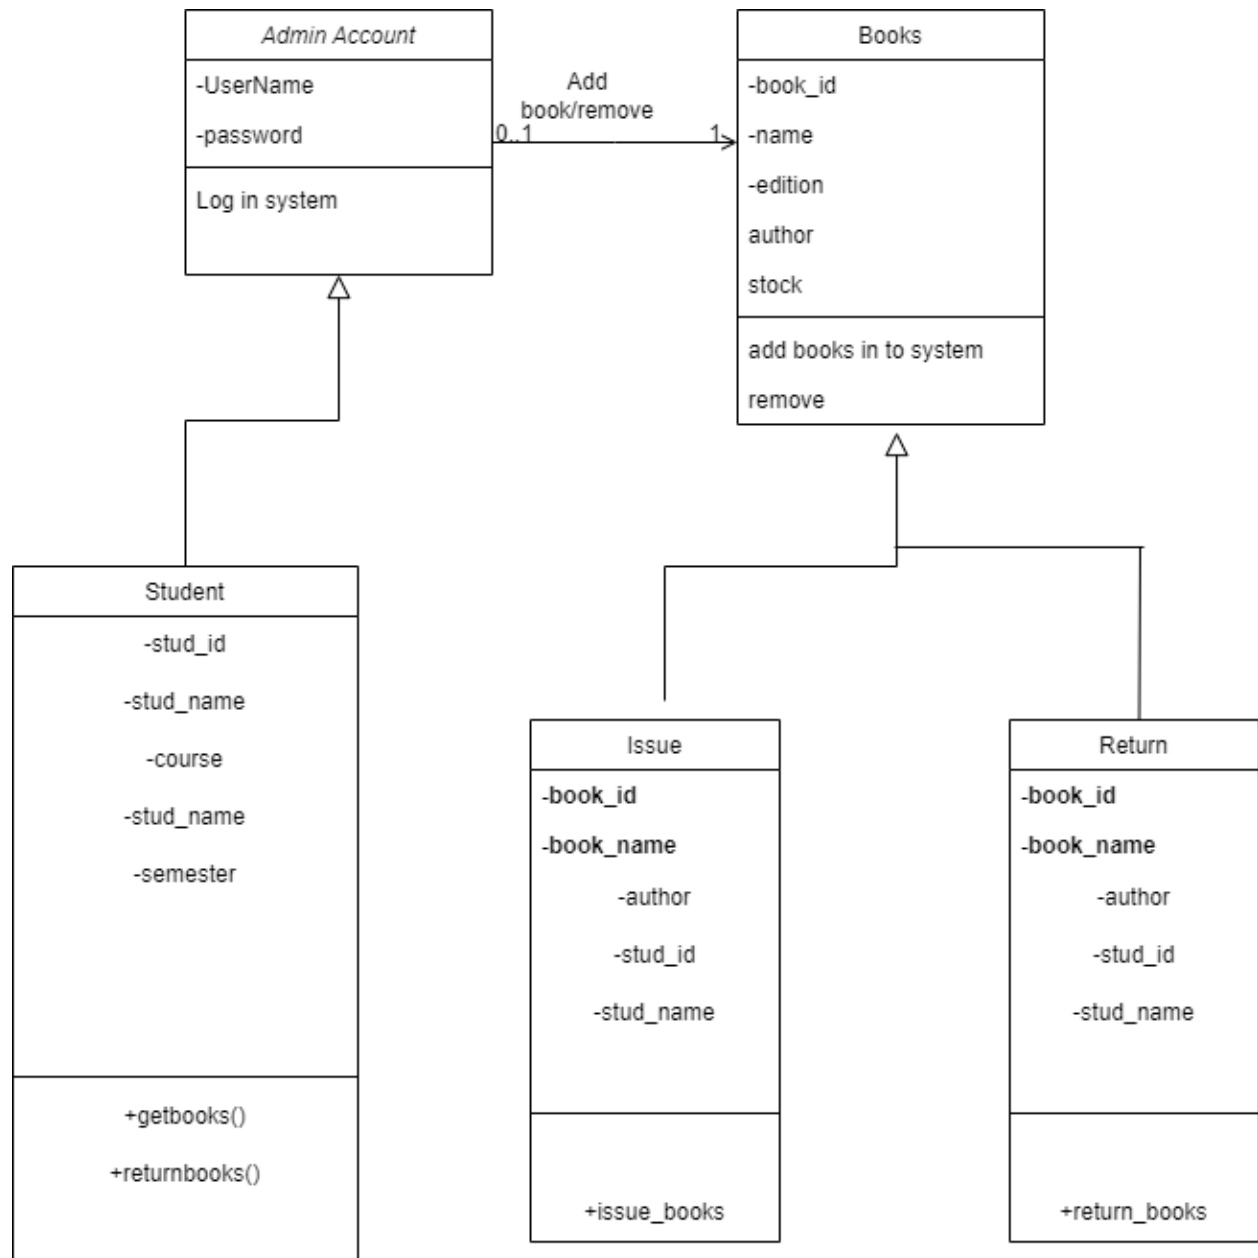 Admin Account
-UserName
-password
Log in system
Add
book/remove
0..1
1
Books
-book_id
-name
-edition
author
stock
add books in to system
remove
Student
-stud_id
-stud_name
-course
-stud_name
-semester
+getbooks()
+returnbooks()
Issue
-book_id
-book_name
-author
-stud_id
-stud_name
+issue_books
Return
-book_id
-book_name
-author
-stud_id
-stud_name
+return_books